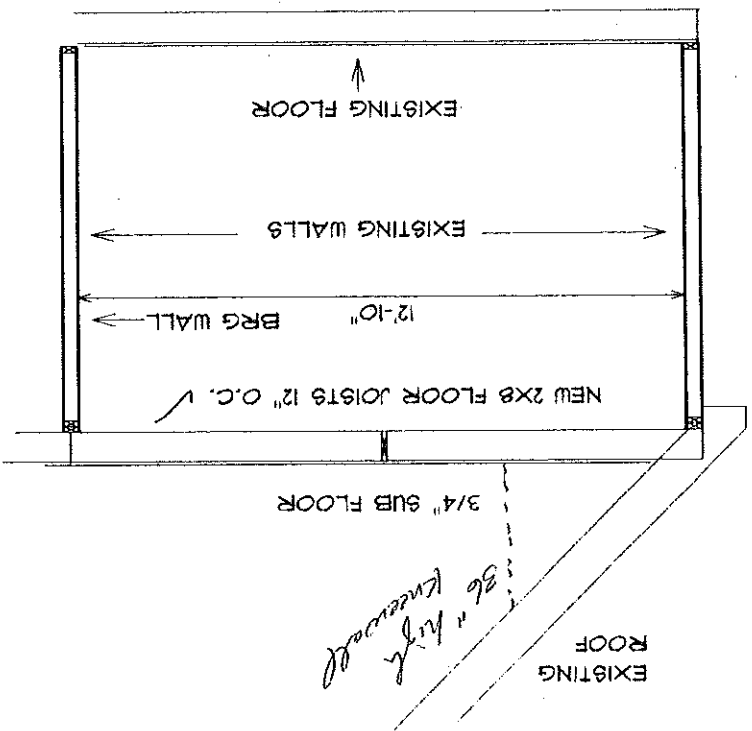 EXISTING
ROOF
36" high
kneewall
3/4" SUB FLOOR
NEW 2X8 FLOOR JOISTS 12" O.C.
12'-10"
BRG WALL
EXISTING WALLS
EXISTING FLOOR